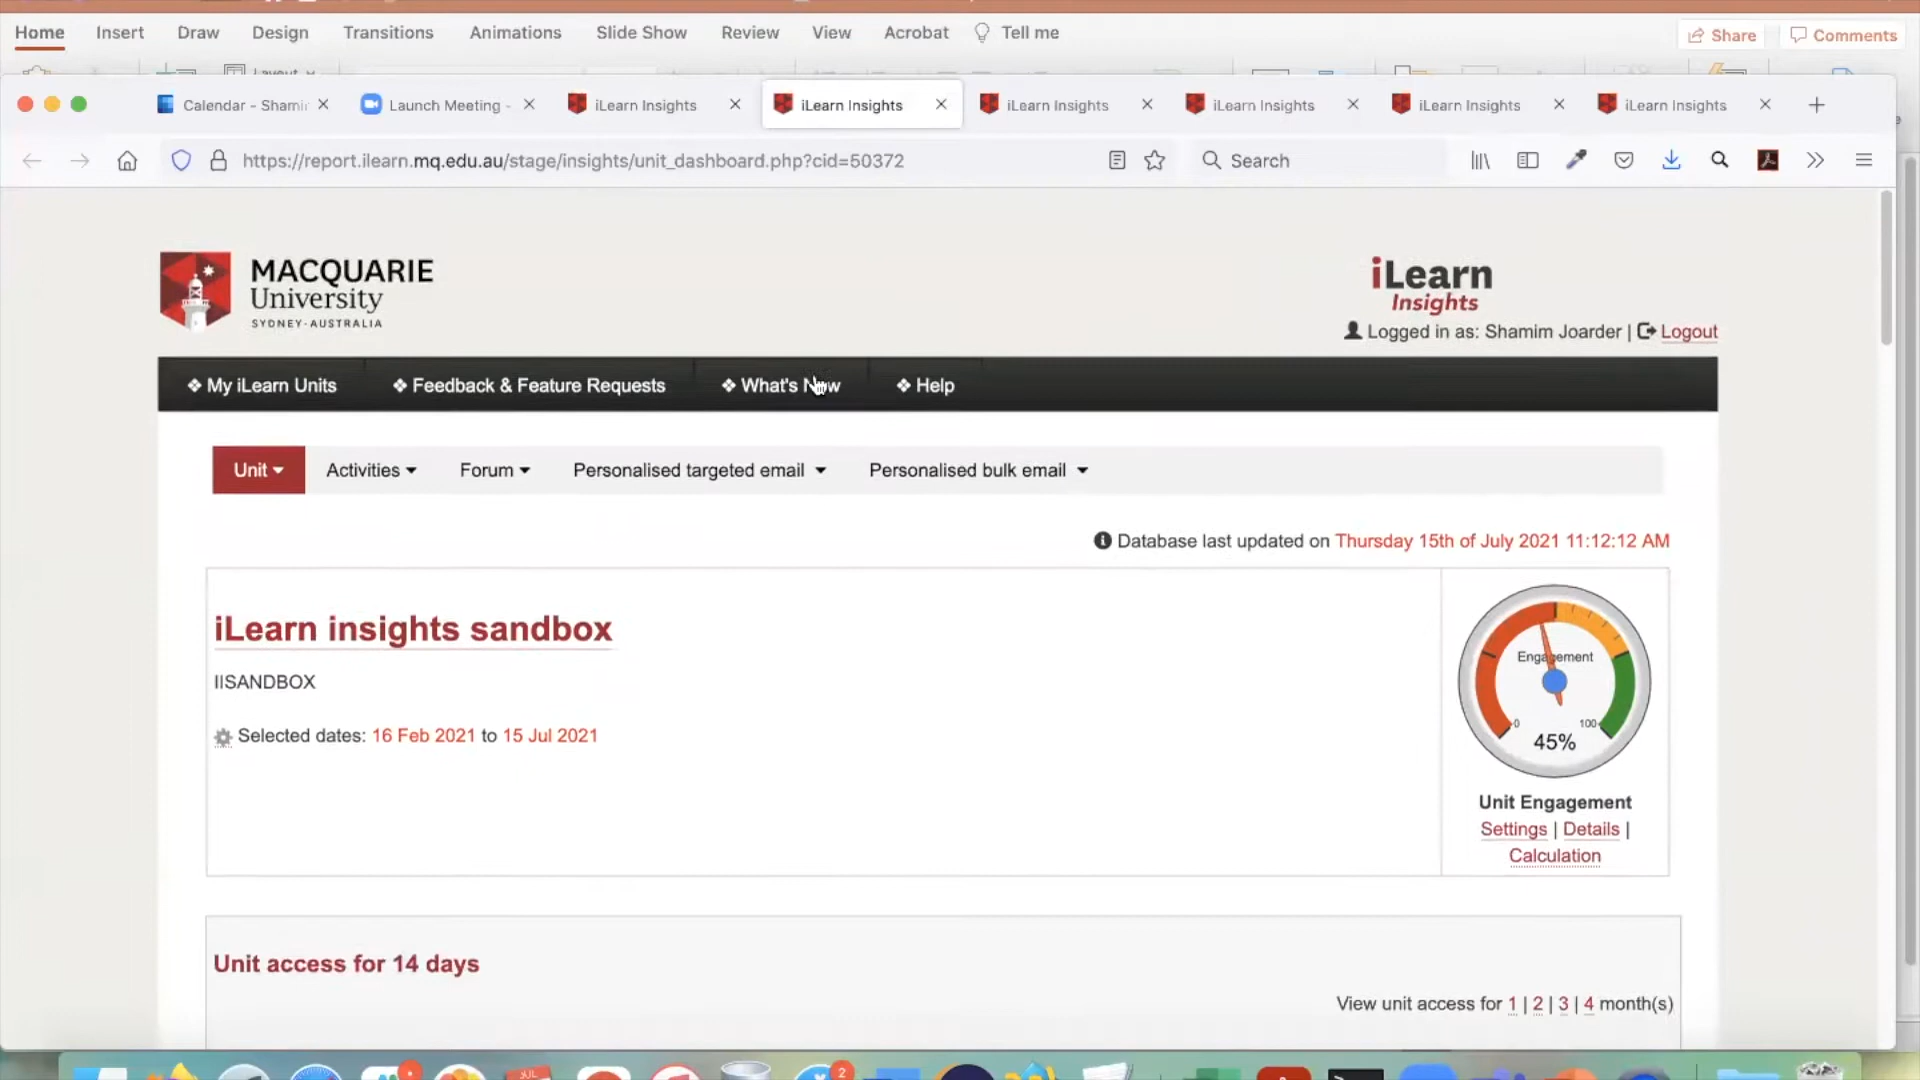 Home Insert Draw Design Transitions Animations Slide Show Review View Acrobat Tell me Share Comments
Layout
Calendar - Shamir Launch Meeting - iLearn Insights iLearn Insights iLearn Insights iLearn Insights iLearn Insights iLearn Insights
https://report.ilearn.mq.edu.au/stage/insights/unit_dashboard.php?cid=50372 Search
MACQUARIE
University
SYDNEY·AUSTRALIA
iLearn
Insights
Logged in as: Shamim Joarder | Logout
My iLearn Units Feedback & Feature Requests What's New Help
Unit Activities Forum Personalised targeted email Personalised bulk email
Database last updated on Thursday 15th of July 2021 11:12:12 AM
iLearn insights sandbox
IISANDBOX
Selected dates: 16 Feb 2021 to 15 Jul 2021
Engagement
0 100
45%
Unit Engagement
Settings | Details |
Calculation
Unit access for 14 days
View unit access for 1 | 2 | 3 | 4 month(s)
JUL 2